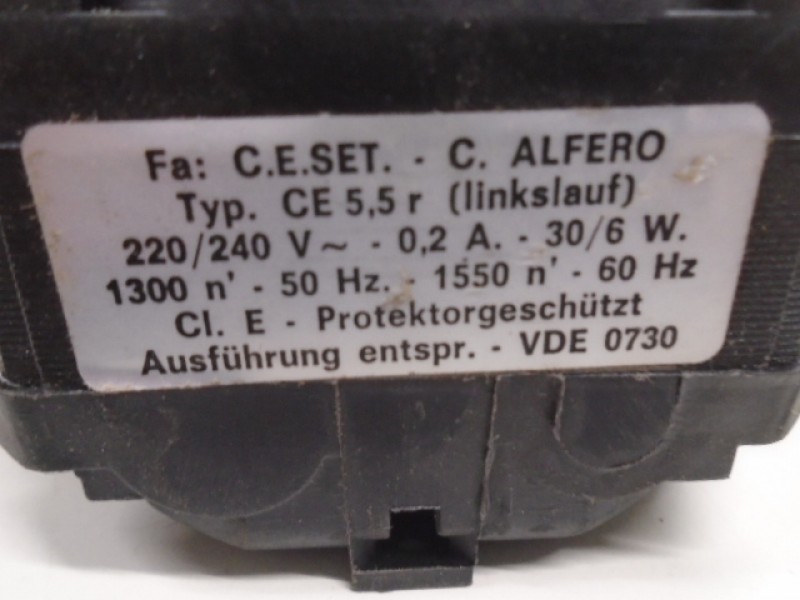 Fa: C.E.SET. - C. ALFERO
Typ. CE 5,5 r (linkslauf)
220/240 V ~ - 0,2 A. - 30/6 W.
1300 n' - 50 Hz. - 1550 n' - 60 Hz
Cl. E - Protektorgeschützt
Ausführung entspr. - VDE 0730